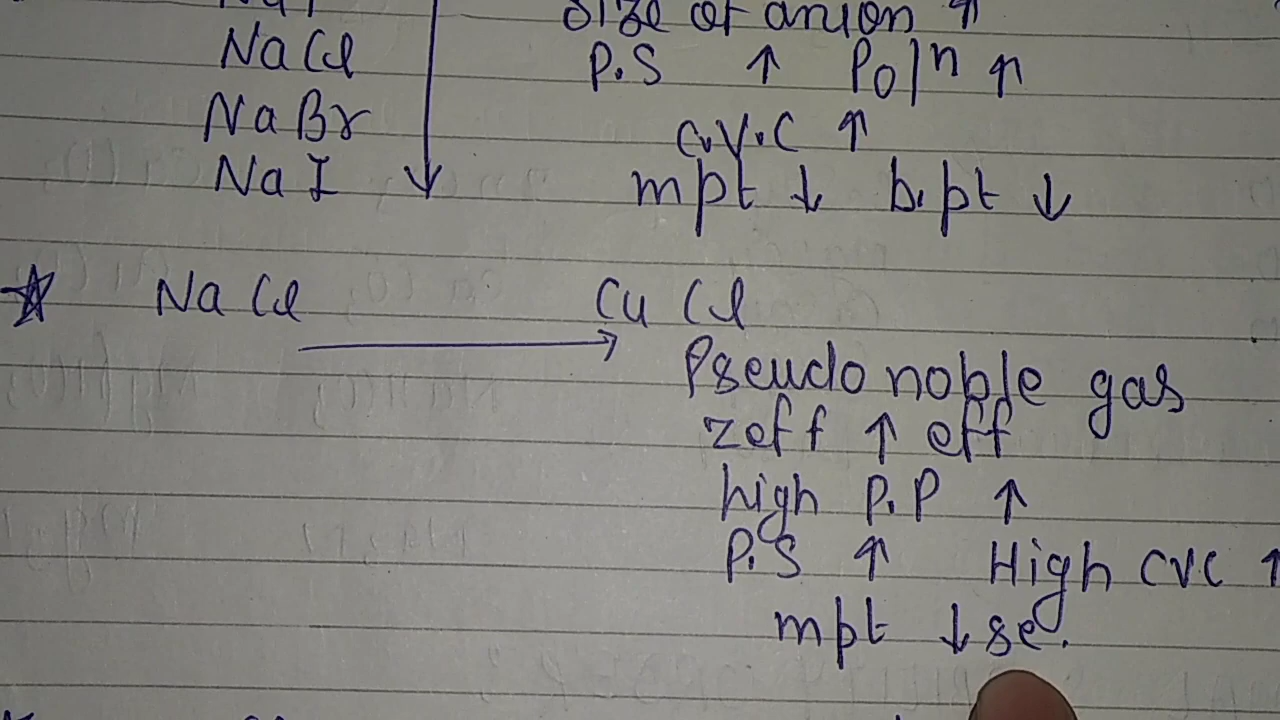 Size of anion ↑
NaCl
P.S ↑ Pol^n ↑
NaBr
C.V.C ↑
NaI
mpt ↓ b.pt ↓
NaCl → CuCl
Pseudo noble gas
zeff ↑ eff
high P.P ↑
P.S ↑ High CVC ↑
mpt ↓se.